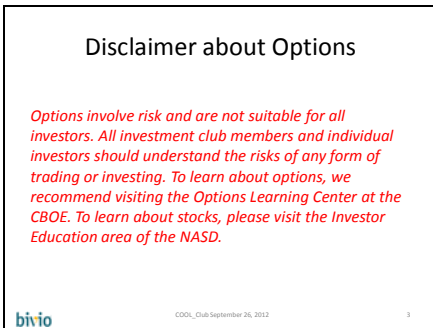 Disclaimer about Options
Options involve risk and are not suitable for all
investors. All investment club members and individual
investors should understand the risks of any form of
trading or investing. To learn about options, we
recommend visiting the Options Learning Center at the
CBOE. To learn about stocks, please visit the Investor
Education area of the NASD.
bivio
COOL_Club September 26, 2012
3